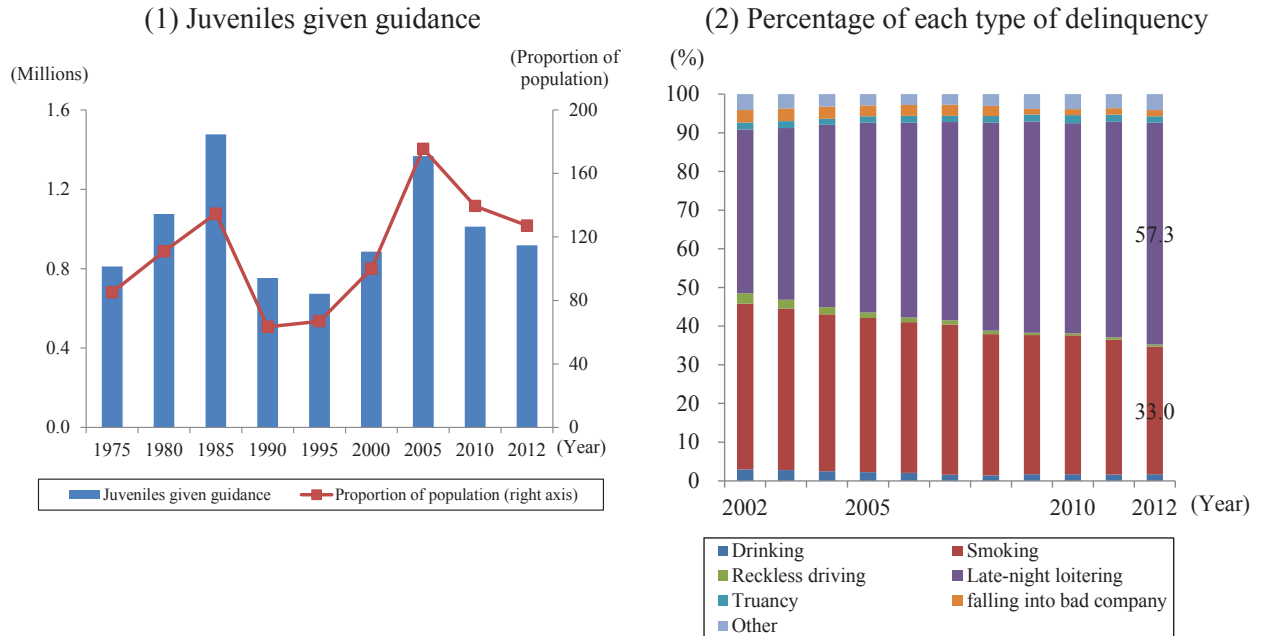 (1) Juveniles given guidance
(Millions)
(Proportion of
population)
1.6
1.2
0.8
0.4
0.0
200
160
120
80
40
0
1975 1980 1985 1990 1995 2000 2005 2010 2012 (Year)
Juveniles given guidance Proportion of population (right axis)
(2) Percentage of each type of delinquency
(%)
100
90
80
70
60
50
40
30
20
10
0
57.3
33.0
2002 2005 2010 2012 (Year)
Drinking Smoking
Reckless driving Late-night loitering
Truancy falling into bad company
Other